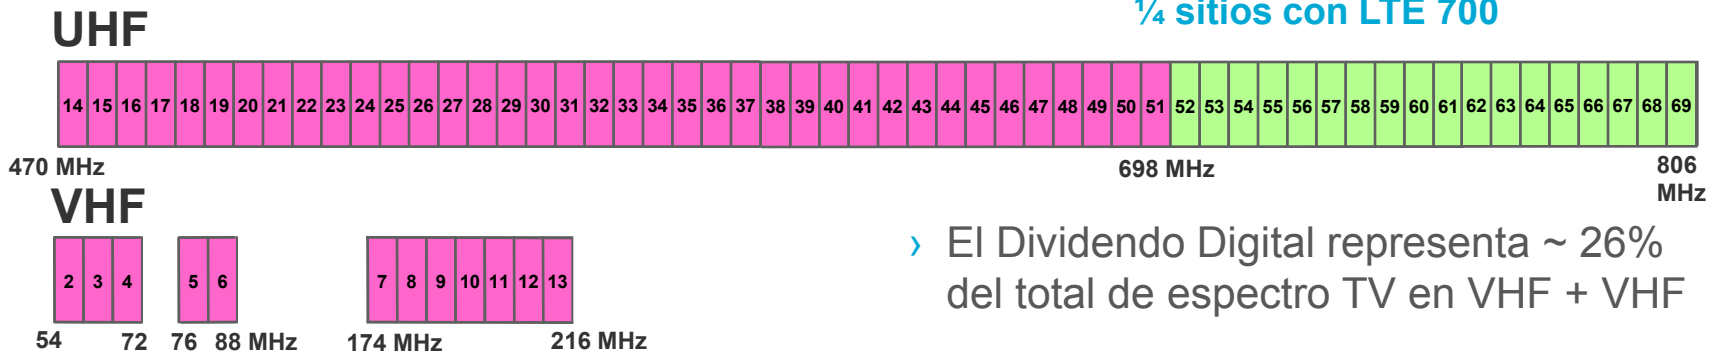 ¼ sitios con LTE 700
UHF
14 15 16 17 18 19 20 21 22 23 24 25 26 27 28 29 30 31 32 33 34 35 36 37 38 39 40 41 42 43 44 45 46 47 48 49 50 51 52 53 54 55 56 57 58 59 60 61 62 63 64 65 66 67 68 69
470 MHz 698 MHz 806
MHz
VHF
2 3 4 5 6 7 8 9 10 11 12 13
54 72 76 88 MHz 174 MHz 216 MHz
› El Dividendo Digital representa ~ 26%
del total de espectro TV en VHF + VHF